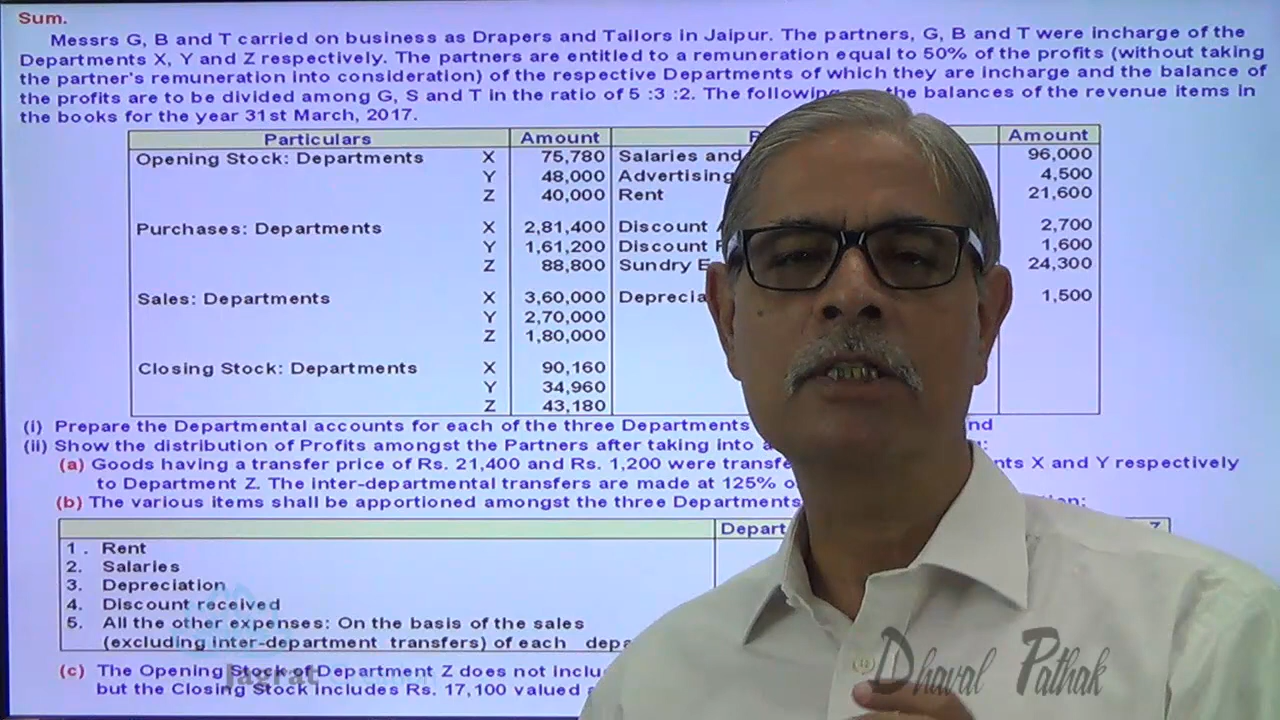 Sum.
Messrs G, B and T carried on business as Drapers and Tailors in Jaipur. The partners, G, B and T were incharge of the
Departments X, Y and Z respectively. The partners are entitled to a remuneration equal to 50% of the profits (without taking
the partner's remuneration into consideration) of the respective Departments of which they are incharge and the balance of
the profits are to be divided among G, S and T in the ratio of 5 :3 :2. The following the balances of the revenue items in
the books for the year 31st March, 2017.
Particulars Amount Amount
Opening Stock: Departments X 75,780 Salaries and 96,000
Y 48,000 Advertising 4,500
Z 40,000 Rent 21,600
Purchases: Departments X 2,81,400 Discount 2,700
Y 1,61,200 Discount 1,600
Z 88,800 Sundry 24,300
Sales: Departments X 3,60,000 1,500
Y 2,70,000
Z 1,80,000
Closing Stock: Departments X 90,160
Y 34,960
Z 43,180
(i) Prepare the Departmental accounts for each of the three Departments
(ii) Show the distribution of Profits amongst the Partners after taking into
(a) Goods having a transfer price of Rs. 21,400 and Rs. 1,200 were X and Y respectively
to Department Z. The inter-departmental transfers are made at 125%
(b) The various items shall be apportioned amongst the three Departments
1. Rent
2. Salaries
3. Depreciation
4. Discount received
5. All the other expenses: On the basis of the sales
(excluding inter-department transfers) of each
(c) The Opening Stock of Department Z does not
but the Closing Stock includes Rs. 17,100 valued
Dhaval Pathak